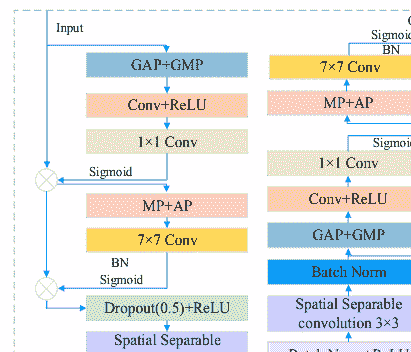 Input
GAP+GMP
Conv+ReLU
1×1 Conv
Sigmoid
MP+AP
7×7 Conv
BN
Sigmoid
Dropout(0.5)+ReLU
Spatial Separable
Sigmoid
BN
7×7 Conv
MP+AP
1×1 Conv
Conv+ReLU
GAP+GMP
Batch Norm
Spatial Separable
convolution 3×3